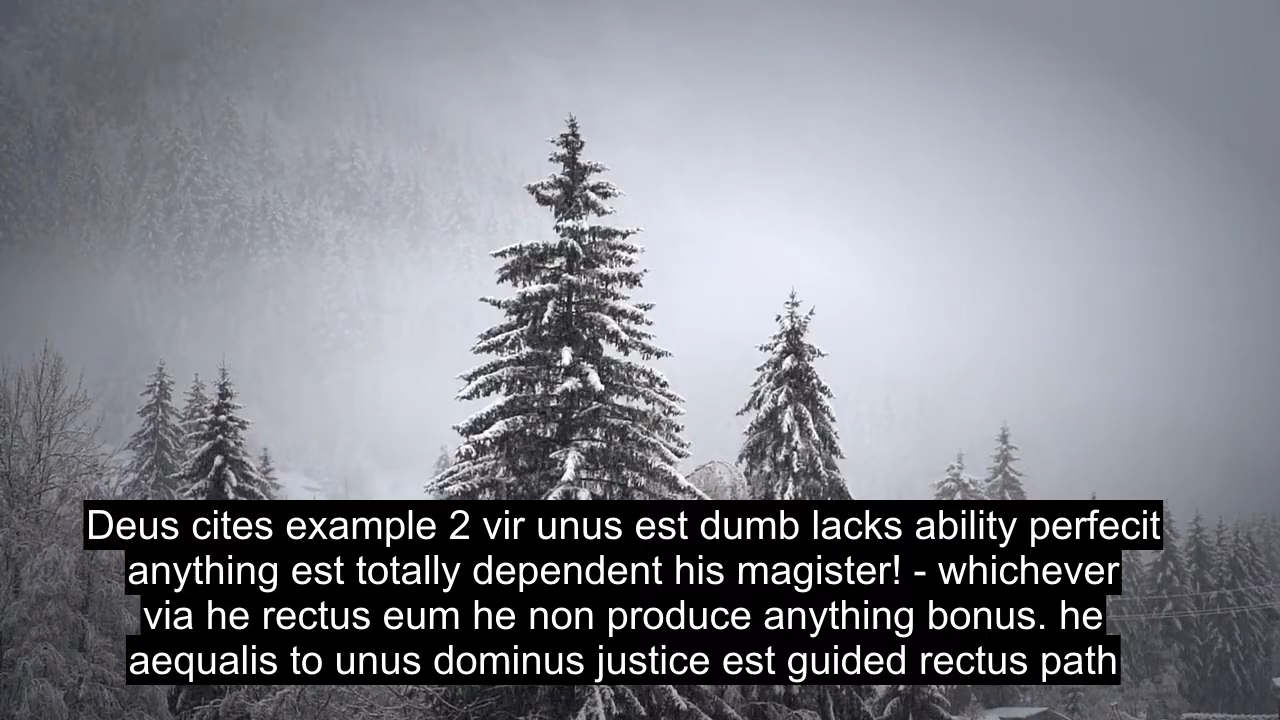 Deus cites example 2 vir unus est dumb lacks ability perfecit
anything est totally dependent his magister! - whichever
via he rectus eum he non produce anything bonus. he
aequalis to unus dominus justice est guided rectus path